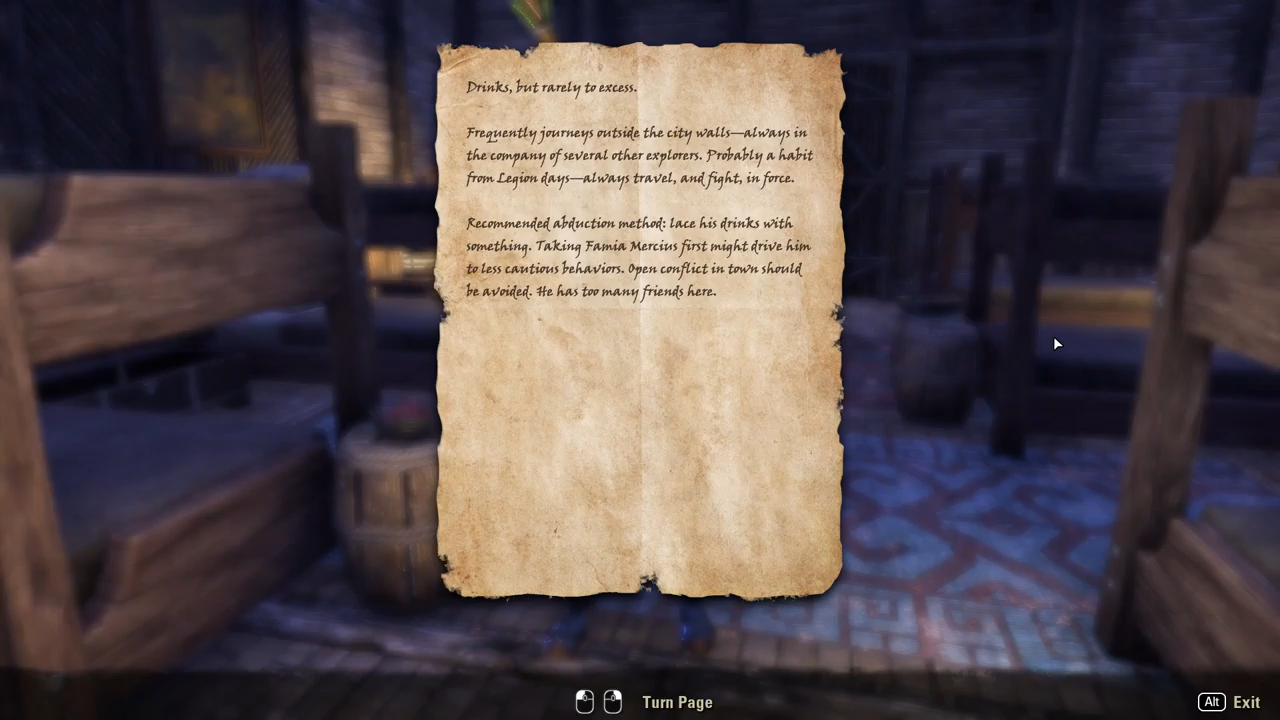 Drinks, but rarely to excess.
Frequently journeys outside the city walls—always in
the company of several other explorers. Probably a habit
from Legion days—always travel, and fight, in force.
Recommended abduction method: lace his drinks with
something. Taking Famia Mercius first might drive him
to less cautious behaviors. Open conflict in town should
be avoided. He has too many friends here.
Turn Page
Alt Exit